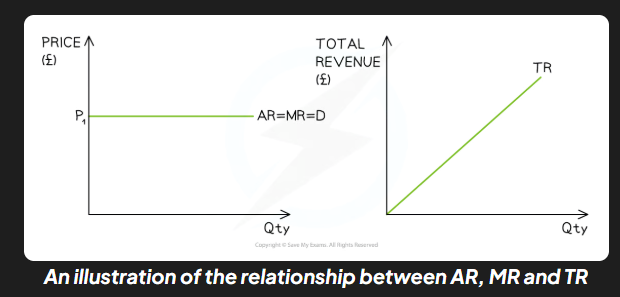 PRICE
(£)
P1
AR=MR=D
Qty
TOTAL
REVENUE
(£)
TR
Qty
Copyright © Save My Exams. All Rights Reserved
An illustration of the relationship between AR, MR and TR